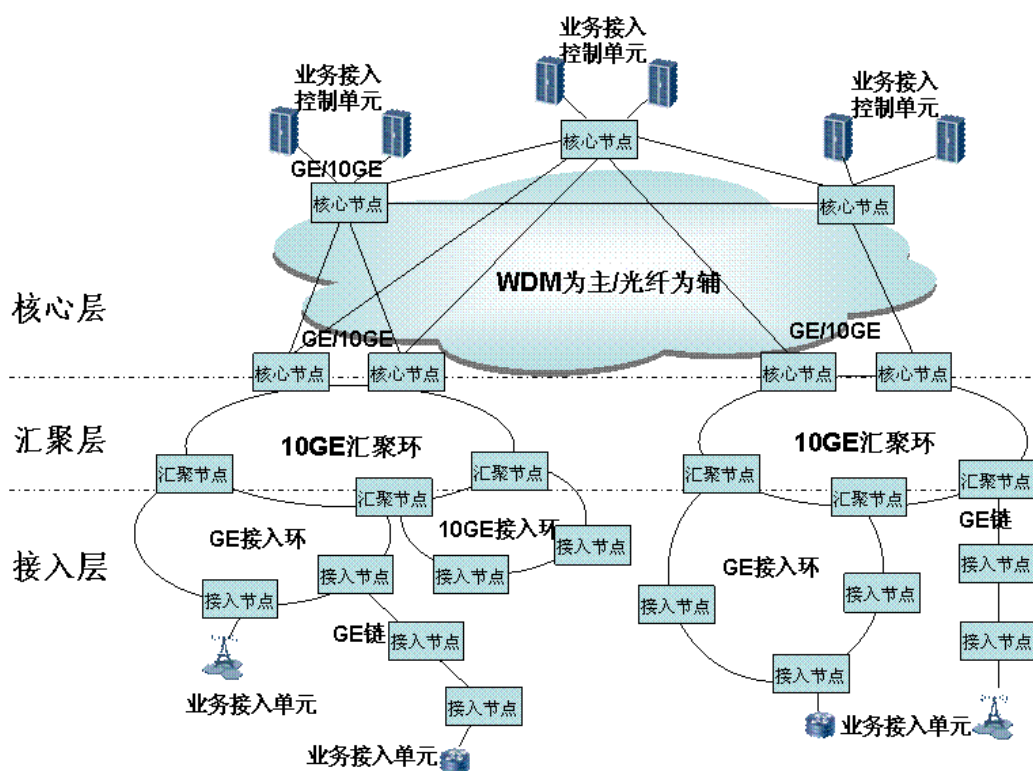 业务接入
控制单元
业务接入
控制单元
业务接入
控制单元
核心节点
GE/10GE
核心节点
核心节点
WDM为主/光纤为辅
核心层
GE/10GE
GE/10GE
核心节点
核心节点
核心节点
核心节点
汇聚层
10GE汇聚环
10GE汇聚环
汇聚节点
汇聚节点
汇聚节点
汇聚节点
汇聚节点
汇聚节点
GE接入环
10GE接入环
GE链
接入层
接入节点
接入节点
接入节点
接入节点
GE接入环
接入节点
接入节点
接入节点
GE链
接入节点
接入节点
接入节点
业务接入单元
接入节点
业务接入单元
业务接入单元